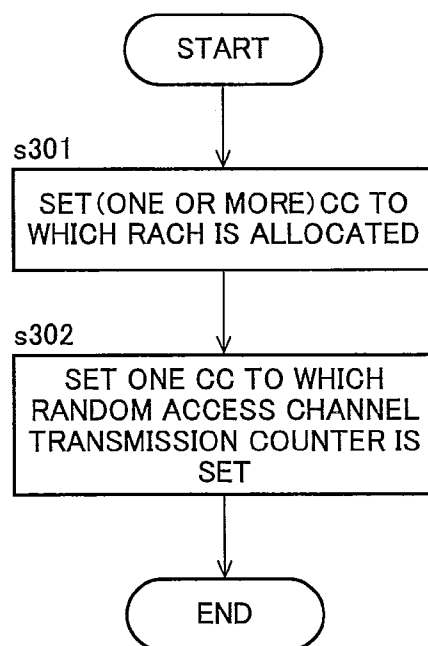 START
s301
SET(ONE OR MORE)CC TO
WHICH RACH IS ALLOCATED
s302
SET ONE CC TO WHICH
RANDOM ACCESS CHANNEL
TRANSMISSION COUNTER IS
SET
END